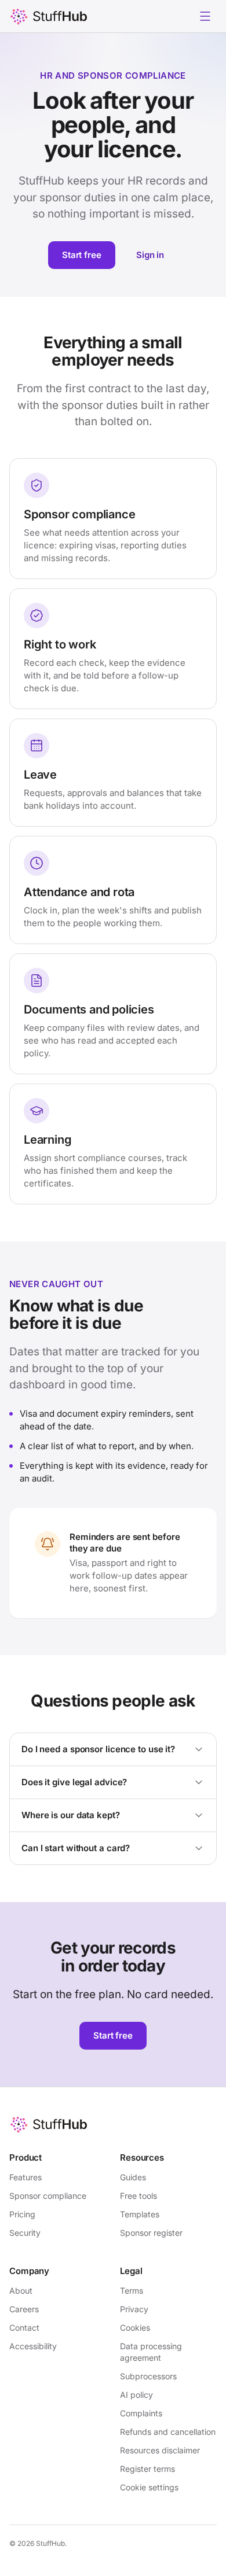 StaffHub
HR AND SPONSOR COMPLIANCE
Look after your
people, and
your licence.
StaffHub keeps your HR records and
your sponsor duties in one calm place,
so nothing important is missed.
Start free
Sign in
Everything a small
employer needs
From the first contract to the last day,
with the sponsor duties built in rather
than bolted on.
Sponsor compliance
See what needs attention across your
licence: expiring visas, reporting duties
and missing records.
Right to work
Record each check, keep the evidence
with it, and be told before a follow-up
check is due.
Leave
Requests, approvals and balances that take
bank holidays into account.
Attendance and rota
Clock in, plan the week's shifts and publish
them to the people working them.
Documents and policies
Keep company files with review dates, and
see who has read and accepted each
policy.
Learning
Assign short compliance courses, track
who has finished them and keep the
certificates.
NEVER CAUGHT OUT
Know what is due
before it is due
Dates that matter are tracked for you
and brought to the top of your
dashboard in good time.
Visa and document expiry reminders, sent
ahead of the date.
A clear list of what to report, and by when.
Everything is kept with its evidence, ready for
an audit.
Reminders are sent before
they are due
Visa, passport and right to
work follow-up dates appear
here, soonest first.
Questions people ask
Do I need a sponsor licence to use it?
Does it give legal advice?
Where is our data kept?
Can I start without a card?
Get your records
in order today
Start on the free plan. No card needed.
Start free
StaffHub
Product
Features
Sponsor compliance
Pricing
Security
Resources
Guides
Free tools
Templates
Sponsor register
Company
About
Careers
Contact
Accessibility
Legal
Terms
Privacy
Cookies
Data processing
agreement
Subprocessors
AI policy
Complaints
Refunds and cancellation
Resources disclaimer
Register terms
Cookie settings
© 2026 StaffHub.